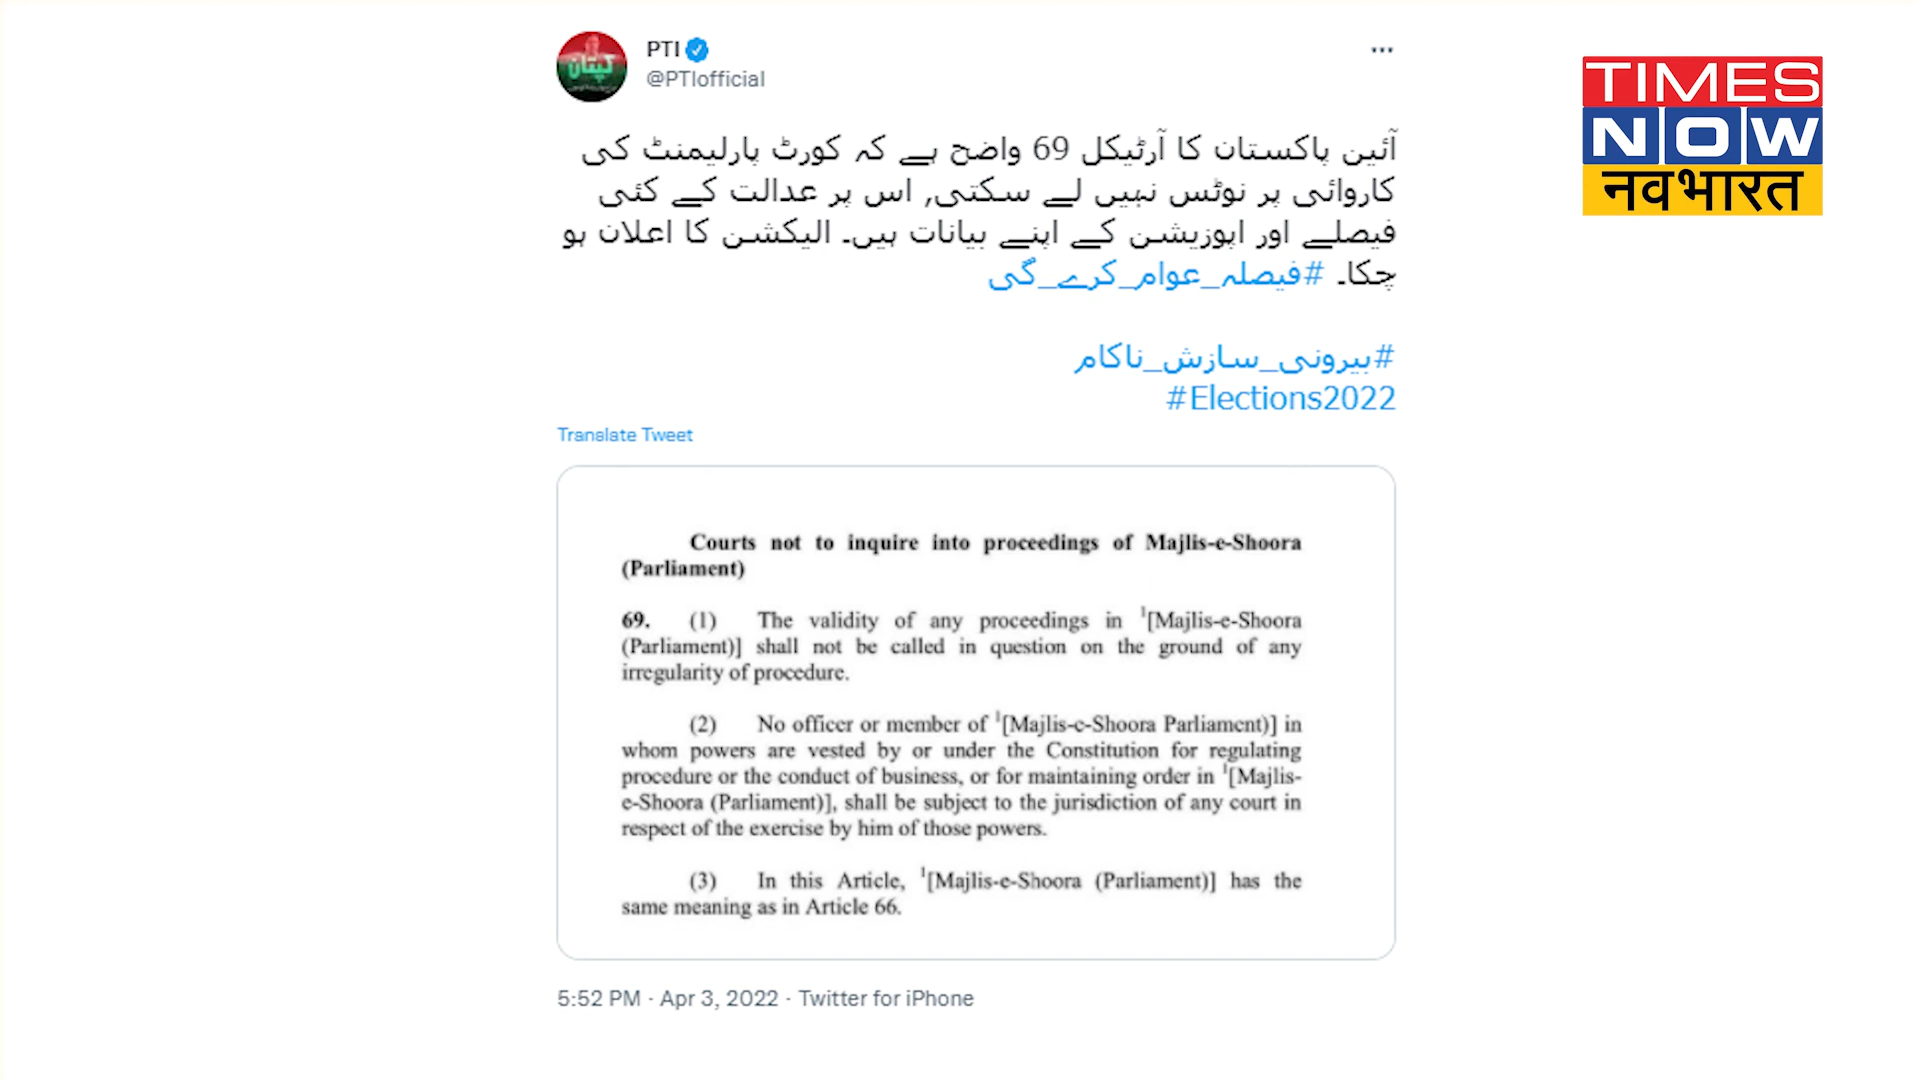 PTI
@PTIofficial
TIMES
NOW
नवभारत
کپتان
آئین پاکستان کا آرٹیکل 69 واضح ہے کہ کورٹ پارلیمنٹ کی
کاروائی پر نوٹس نہیں لے سکتی, اس پر عدالت کے کئی
فیصلے اور اپوزیشن کے اپنے بیانات ہیں۔ الیکشن کا اعلان ہو
چکا۔ #فیصلہ_عوام_کرے_گی
#بیرونی_سازش_ناکام
#Elections2022
Translate Tweet
Courts not to inquire into proceedings of Majlis-e-Shoora
(Parliament)
69. (1) The validity of any proceedings in ¹[Majlis-e-Shoora
(Parliament)] shall not be called in question on the ground of any
irregularity of procedure.
(2) No officer or member of ¹[Majlis-e-Shoora Parliament)] in
whom powers are vested by or under the Constitution for regulating
procedure or the conduct of business, or for maintaining order in ¹[Majlis-
e-Shoora (Parliament)], shall be subject to the jurisdiction of any court in
respect of the exercise by him of those powers.
(3) In this Article, ¹[Majlis-e-Shoora (Parliament)] has the
same meaning as in Article 66.
5:52 PM · Apr 3, 2022 · Twitter for iPhone